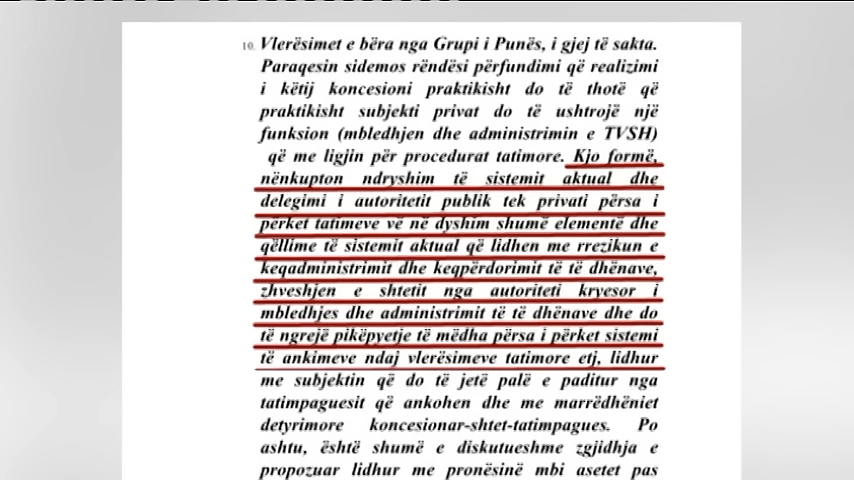 10. Vlerësimet e bëra nga Grupi i Punës, i gjej të sakta.
Paraqesin sidemos rëndësi përfundimi që realizimi
i këtij koncesioni praktikisht do të thotë që
praktikisht subjekti privat do të ushtrojë një
funksion (mbledhjen dhe administrimin e TVSH)
që me ligjin për procedurat tatimore. Kjo formë,
nënkupton ndryshim të sistemit aktual dhe
delegimi i autoritetit publik tek privati përsa i
përket tatimeve vë në dyshim shumë elementë dhe
qëllime të sistemit aktual që lidhen me rrezikun e
keqadministrimit dhe keqpërdorimit të të dhënave,
zhveshjen e shtetit nga autoriteti kryesor i
mbledhjes dhe administrimit të të dhënave dhe do
të ngrejë pikëpyetje të mëdha përsa i përket sistemi
të ankimeve ndaj vlerësimeve tatimore etj, lidhur
me subjektin që do të jetë palë e paditur nga
tatimpaguesit që ankohen dhe me marrëdhëniet
detyrimore koncesionar-shtet-tatimpagues. Po
ashtu, është shumë e diskutueshme zgjidhja e
propozuar lidhur me pronësinë mbi asetet pas